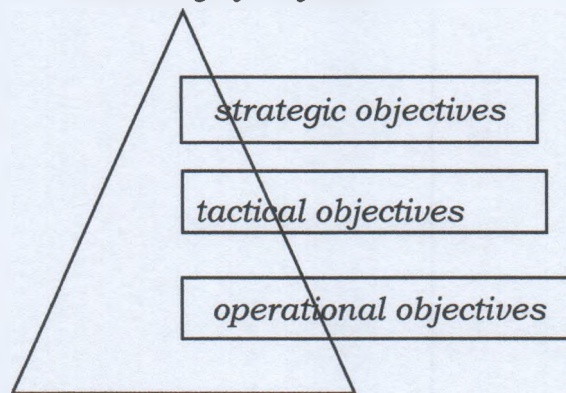 strategic objectives
tactical objectives
operational objectives